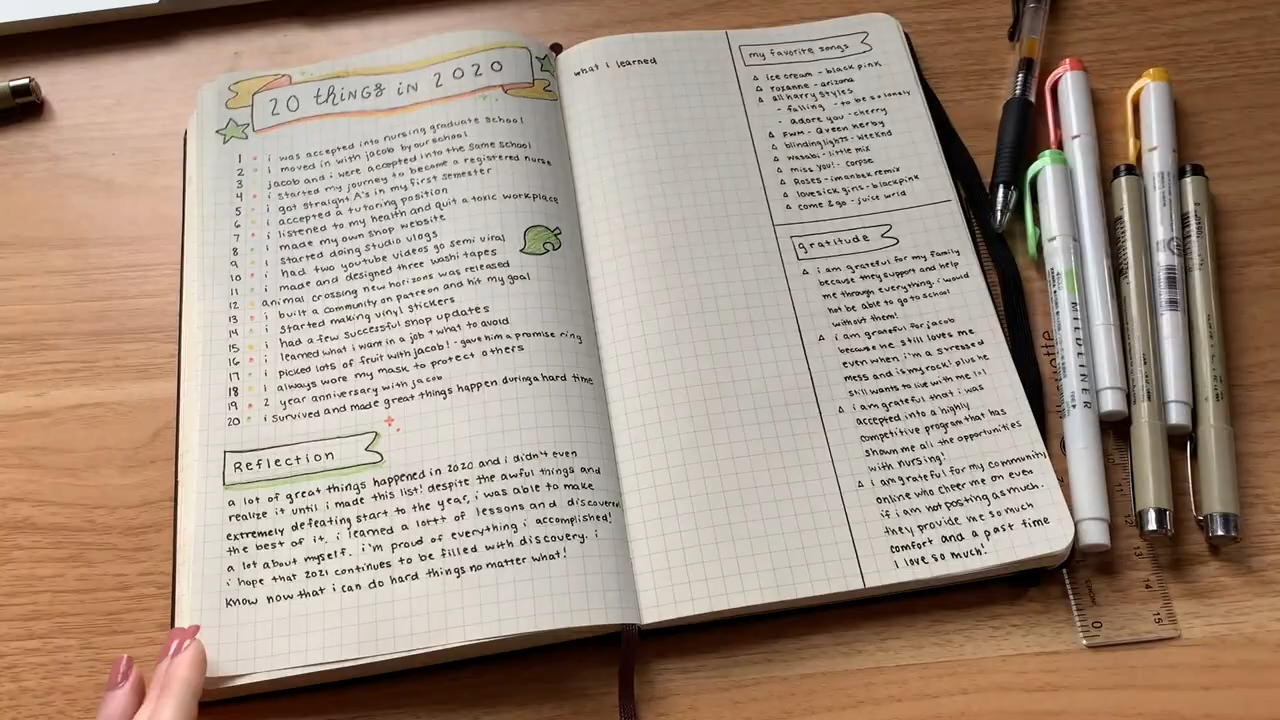 20 thiNGS iN 2020
1 i was accepted into nursing graduate school
2 i moved in with jacob by our school
3 jacob and i were accepted into the same school
4 i started my journey to become a registered nurse
5 i got straight A's in my first semester
6 i accepted a tutoring position
7 i listened to my health and quit a toxic workplace
8 i made my own shop website
9 started doing studio vlogs
10 i had two youtube videos go semi viral
11 i made and designed three washi tapes
12 animal crossing new horizons was released
13 i built a community on patreon and hit my goal
14 i started making vinyl stickers
15 i had a few successful shop updates
16 i learned what i want in a job + what to avoid
17 i picked lots of fruit with jacob! - gave him a promise ring
18 i always wore my mask to protect others
19 2 year anniversary with jacob
20 i survived and made great things happen during a hard time
Reflection
a lot of great things happened in 2020 and i didn't even
realize it until i made this list! despite the awful things and
extremely defeating start to the year, i was able to make
the best of it. i learned a lottt of lessons and discovered
a lot about myself. i'm proud of everything i accomplished!
i hope that 2021 continues to be filled with discovery. i
know now that i can do hard things no matter what!
what i learned
my favorite songs
ice cream - blackpink
roxanne - arizona
all harry styles
- falling - to be so lonely
- adore you - cherry
FWM - Queen herby
blinding lights - weeknd
wasabi - little mix
miss you! - corpse
Roses - imanbek remix
lovesick girls - blackpink
come & go - juice wrld
gratitude
i am grateful for my family
because they support and help
me through everything. i would
not be able to go to school
without them!
i am grateful for jacob
because he still loves me
even when i'm a stressed
mess and is my rock! plus he
still wants to live with me lol
i am grateful that i was
accepted into a highly
competitive program that has
shown me all the opportunities
with nursing!
i am grateful for my community
online who cheer me on even
if i am not posting as much.
they provide me so much
comfort and a past time
i love so much!
MILDLINER